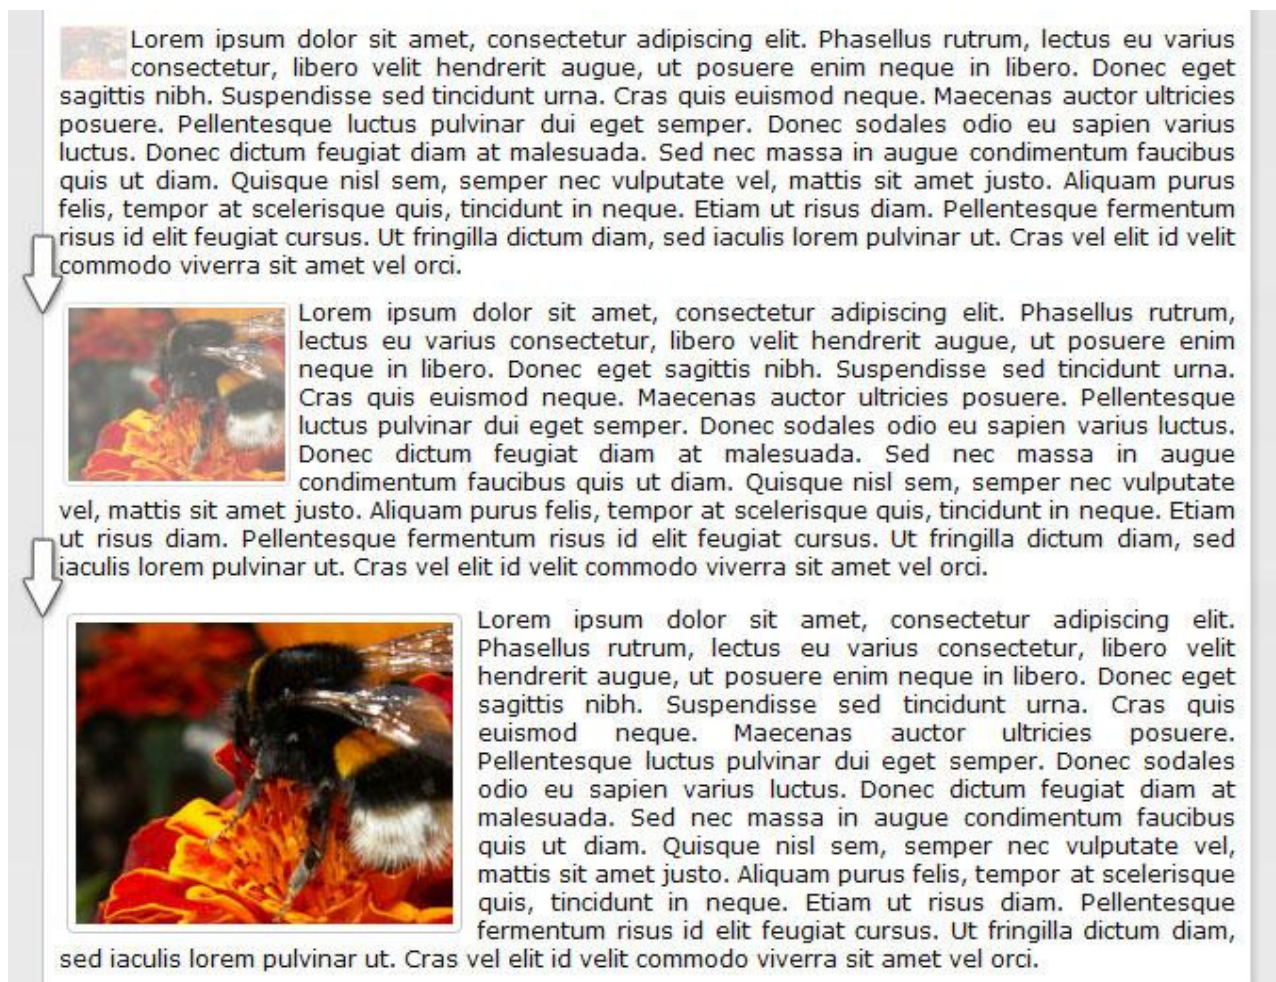 Lorem ipsum dolor sit amet, consectetur adipiscing elit. Phasellus rutrum, lectus eu varius
consectetur, libero velit hendrerit augue, ut posuere enim neque in libero. Donec eget
sagittis nibh. Suspendisse sed tincidunt urna. Cras quis euismod neque. Maecenas auctor ultricies
posuere. Pellentesque luctus pulvinar dui eget semper. Donec sodales odio eu sapien varius
luctus. Donec dictum feugiat diam at malesuada. Sed nec massa in augue condimentum faucibus
quis ut diam. Quisque nisl sem, semper nec vulputate vel, mattis sit amet justo. Aliquam purus
felis, tempor at scelerisque quis, tincidunt in neque. Etiam ut risus diam. Pellentesque fermentum
risus id elit feugiat cursus. Ut fringilla dictum diam, sed iaculis lorem pulvinar ut. Cras vel elit id velit
commodo viverra sit amet vel orci.
Lorem ipsum dolor sit amet, consectetur adipiscing elit. Phasellus rutrum,
lectus eu varius consectetur, libero velit hendrerit augue, ut posuere enim
neque in libero. Donec eget sagittis nibh. Suspendisse sed tincidunt urna.
Cras quis euismod neque. Maecenas auctor ultricies posuere. Pellentesque
luctus pulvinar dui eget semper. Donec sodales odio eu sapien varius luctus.
Donec dictum feugiat diam at malesuada. Sed nec massa in augue
condimentum faucibus quis ut diam. Quisque nisl sem, semper nec vulputate
vel, mattis sit amet justo. Aliquam purus felis, tempor at scelerisque quis, tincidunt in neque. Etiam
ut risus diam. Pellentesque fermentum risus id elit feugiat cursus. Ut fringilla dictum diam, sed
iaculis lorem pulvinar ut. Cras vel elit id velit commodo viverra sit amet vel orci.
Lorem ipsum dolor sit amet, consectetur adipiscing elit.
Phasellus rutrum, lectus eu varius consectetur, libero velit
hendrerit augue, ut posuere enim neque in libero. Donec eget
sagittis nibh. Suspendisse sed tincidunt urna. Cras quis
euismod neque. Maecenas auctor ultricies posuere.
Pellentesque luctus pulvinar dui eget semper. Donec sodales
odio eu sapien varius luctus. Donec dictum feugiat diam at
malesuada. Sed nec massa in augue condimentum faucibus
quis ut diam. Quisque nisl sem, semper nec vulputate vel,
mattis sit amet justo. Aliquam purus felis, tempor at scelerisque
quis, tincidunt in neque. Etiam ut risus diam. Pellentesque
fermentum risus id elit feugiat cursus. Ut fringilla dictum diam,
sed iaculis lorem pulvinar ut. Cras vel elit id velit commodo viverra sit amet vel orci.